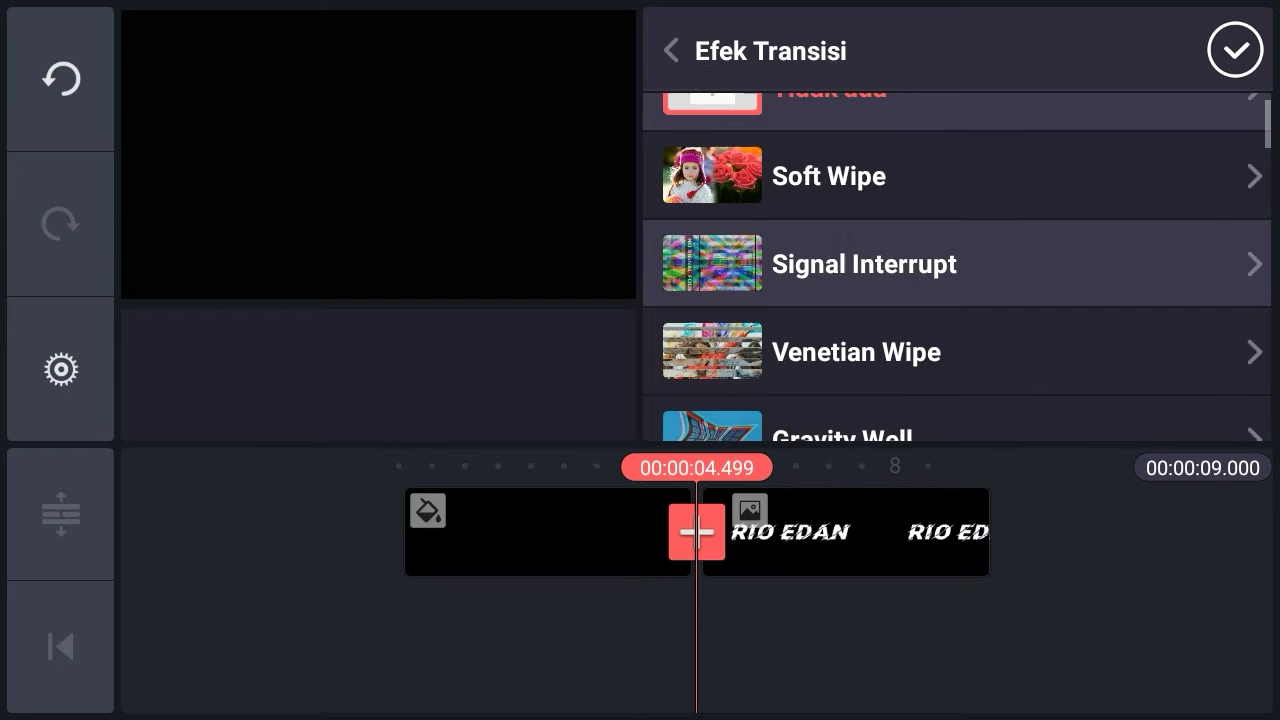 Efek Transisi
Tidak ada
Soft Wipe
Signal Interrupt
Venetian Wipe
Gravity Well
00:00:04.499
8
00:00:09.000
RIO EDAN
RIO ED